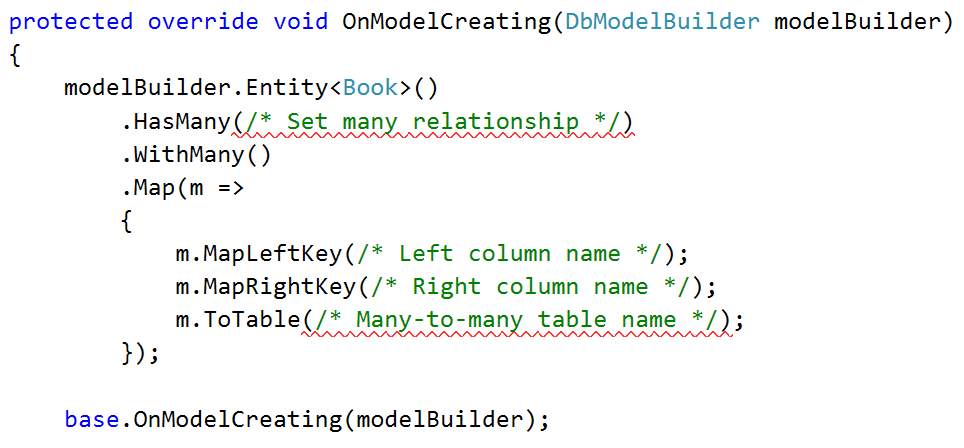 protected override void OnModelCreating(DbModelBuilder modelBuilder)
{
    modelBuilder.Entity<Book>()
        .HasMany(/* Set many relationship */)
        .WithMany()
        .Map(m =>
        {
            m.MapLeftKey(/* Left column name */);
            m.MapRightKey(/* Right column name */);
            m.ToTable(/* Many-to-many table name */);
        });

    base.OnModelCreating(modelBuilder);